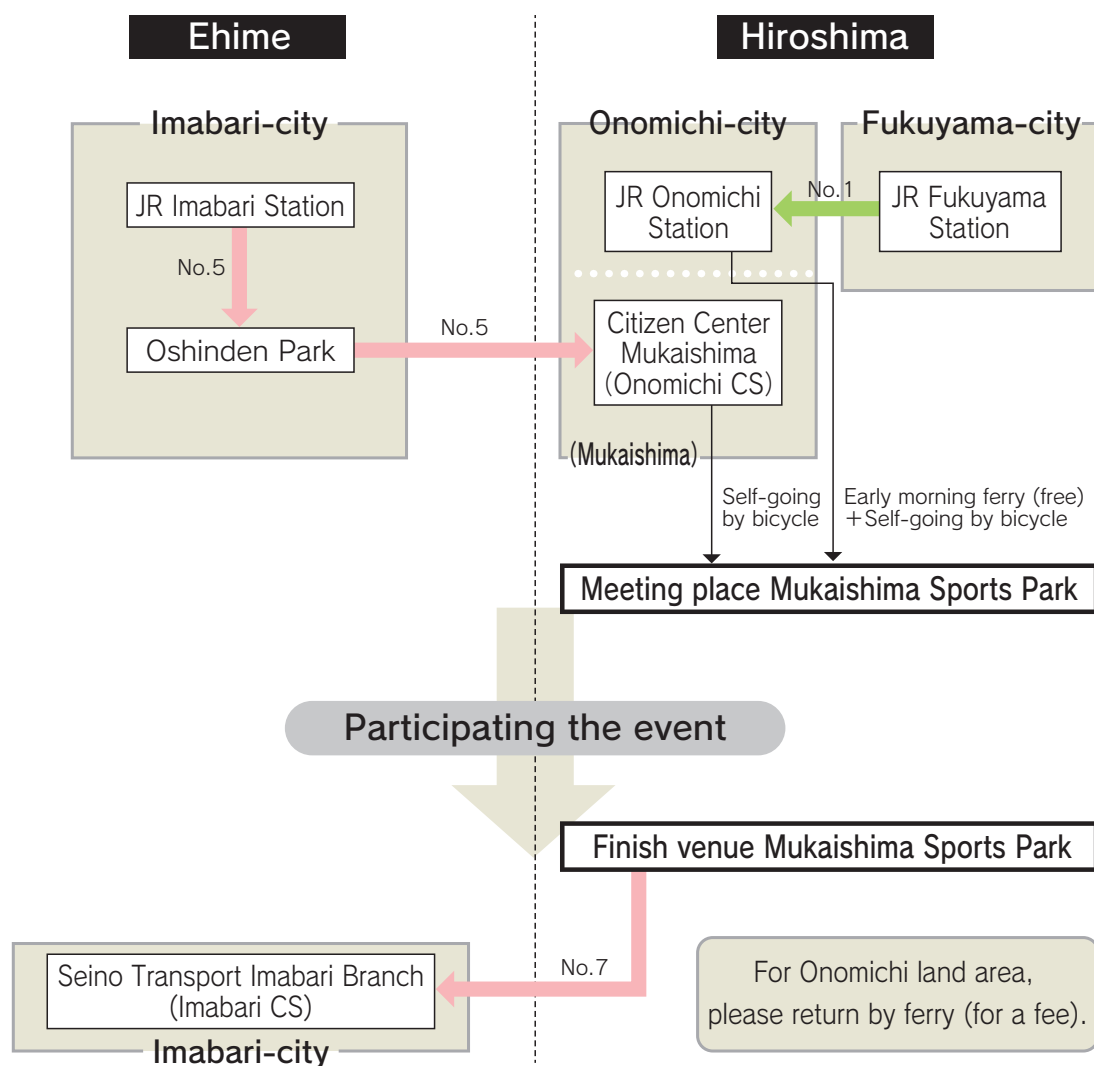 Ehime
Hiroshima
Imabari-city
Onomichi-city
Fukuyama-city
JR Imabari Station
No.5
Oshinden Park
No.5
JR Onomichi
Station
No.1
JR Fukuyama
Station
Citizen Center
Mukaishima
(Onomichi CS)
(Mukaishima)
Self-going
by bicycle
Early morning ferry (free)
+Self-going by bicycle
Meeting place Mukaishima Sports Park
Participating the event
Finish venue Mukaishima Sports Park
No.7
Seino Transport Imabari Branch
(Imabari CS)
Imabari-city
For Onomichi land area,
please return by ferry (for a fee).